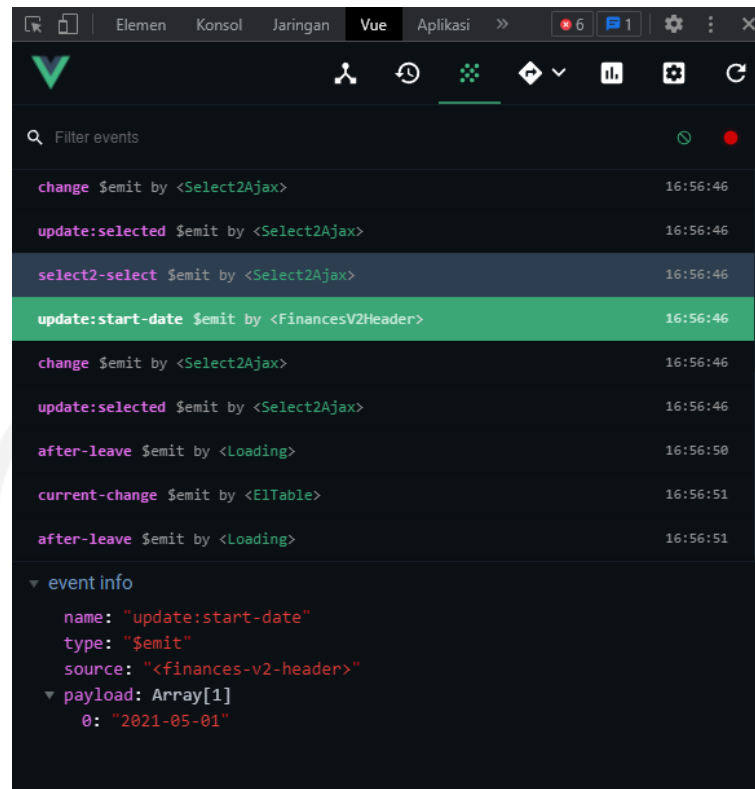 Elemen Konsol Jaringan Vue Aplikasi » 6 1
Filter events
change $emit by <Select2Ajax> 16:56:46
update:selected $emit by <Select2Ajax> 16:56:46
select2-select $emit by <Select2Ajax> 16:56:46
update:start-date $emit by <FinancesV2Header> 16:56:46
change $emit by <Select2Ajax> 16:56:46
update:selected $emit by <Select2Ajax> 16:56:46
after-leave $emit by <Loading> 16:56:50
current-change $emit by <ElTable> 16:56:51
after-leave $emit by <Loading> 16:56:51
event info
name: "update:start-date"
type: "$emit"
source: "<finances-v2-header>"
payload: Array[1]
0: "2021-05-01"